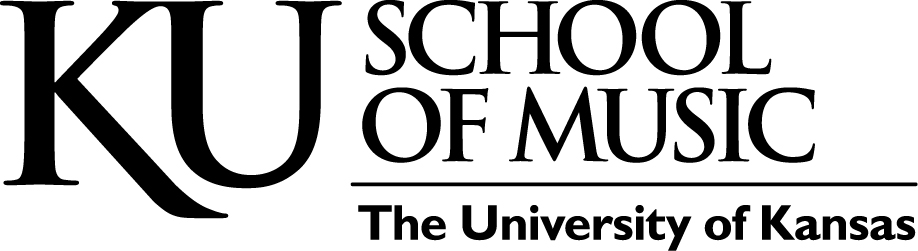 KU SCHOOL
OF MUSIC
The University of Kansas